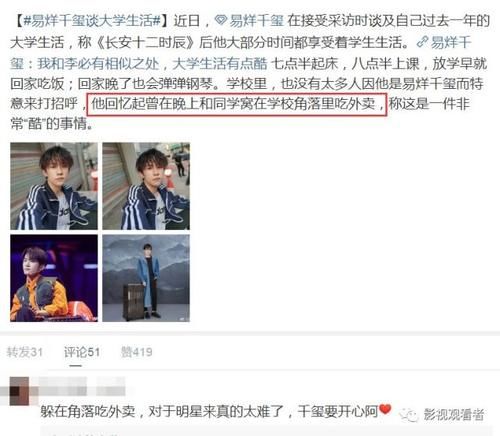 【#易烊千玺谈大学生活#】近日，易烊千玺 在接受采访时谈及自己过去一年的
大学生活，称《长安十二时辰》后他大部分时间都享受着学生生活。易烊千
玺：我和李必有相似之处，大学生活有点酷 七点半起床，八点半上课，放学早就
回家吃饭；回家晚了也会弹弹钢琴。学校里，也没有太多人因他是易烊千玺而特
意来打招呼，他回忆起曾在晚上和同学窝在学校角落里吃外卖，称这是一件非
常“酷”的事情。
转发31 评论51 赞419
躲在角落吃外卖，对于明星来真的太难了，千玺要开心阿
影视观看者